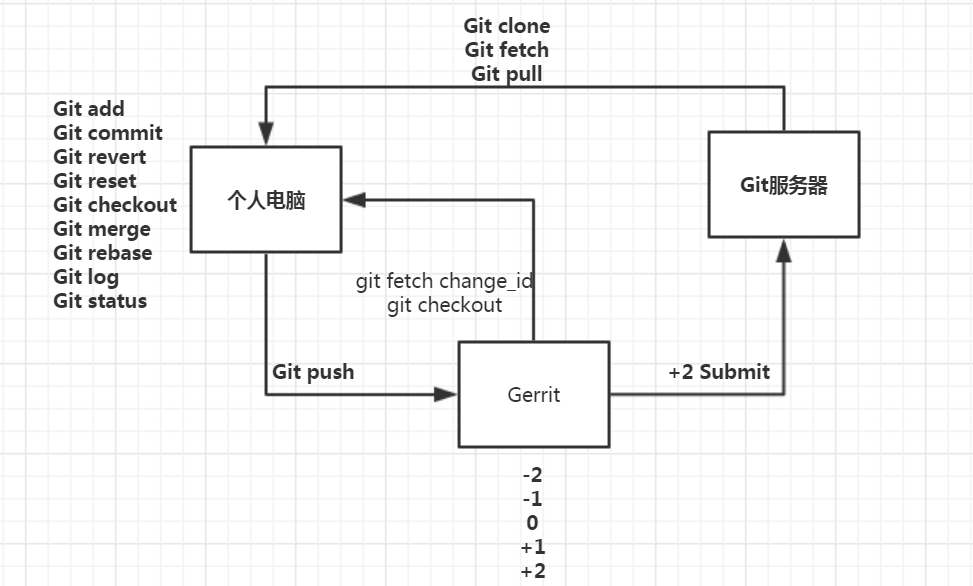 Git clone
Git fetch
Git pull
Git add
Git commit
Git revert
Git reset
Git checkout
Git merge
Git rebase
Git log
Git status
个人电脑
Git服务器
git fetch change_id
git checkout
Git push
Gerrit
+2 Submit
-2
-1
0
+1
+2